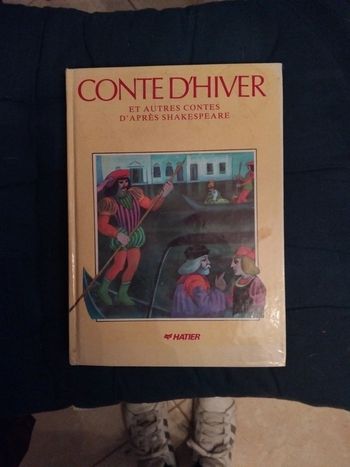 CONTE D'HIVER
ET AUTRES CONTES
D'APRÈS SHAKESPEARE
HATIER